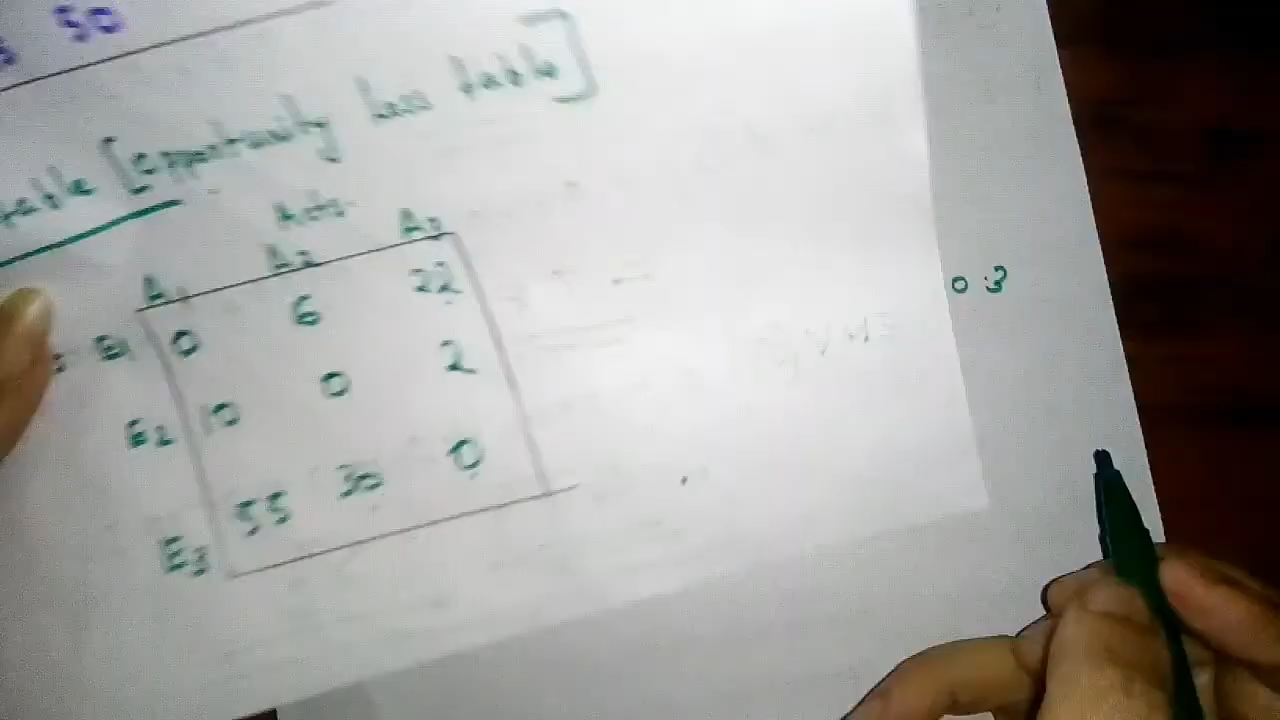 50
table [opportunity loss table]
Acts
A1 A2 A3
E1 0 6 22
E2 10 0 2
E3 55 30 0
0.3